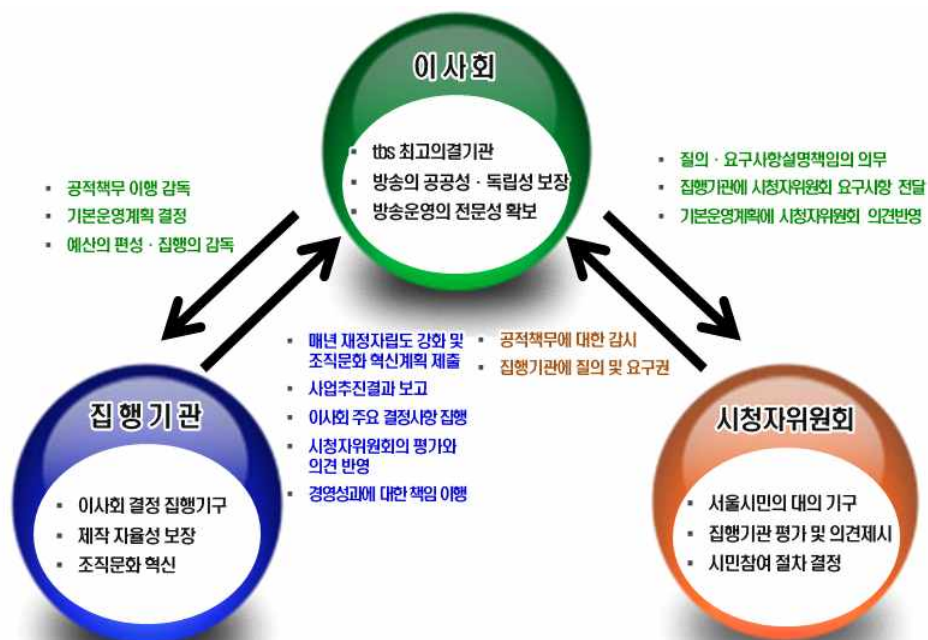 이사회
▪ tbs 최고의결기관
▪ 방송의 공공성 · 독립성 보장
▪ 방송운영의 전문성 확보
▪ 공적책무 이행 감독
▪ 기본운영계획 결정
▪ 예산의 편성 · 집행의 감독
▪ 질의 · 요구사항설명책임의 의무
▪ 집행기관에 시청자위원회 요구사항 전달
▪ 기본운영계획에 시청자위원회 의견반영
▪ 매년 재정자립도 강화 및
조직문화 혁신계획 제출
▪ 사업추진결과 보고
▪ 이사회 주요 결정사항 집행
▪ 시청자위원회의 평가와
의견 반영
▪ 경영성과에 대한 책임 이행
▪ 공적책무에 대한 감시
▪ 집행기관에 질의 및 요구권
집행기관
▪ 이사회 결정 집행기구
▪ 제작 자율성 보장
▪ 조직문화 혁신
시청자위원회
▪ 서울시민의 대의 기구
▪ 집행기관 평가 및 의견제시
▪ 시민참여 절차 결정